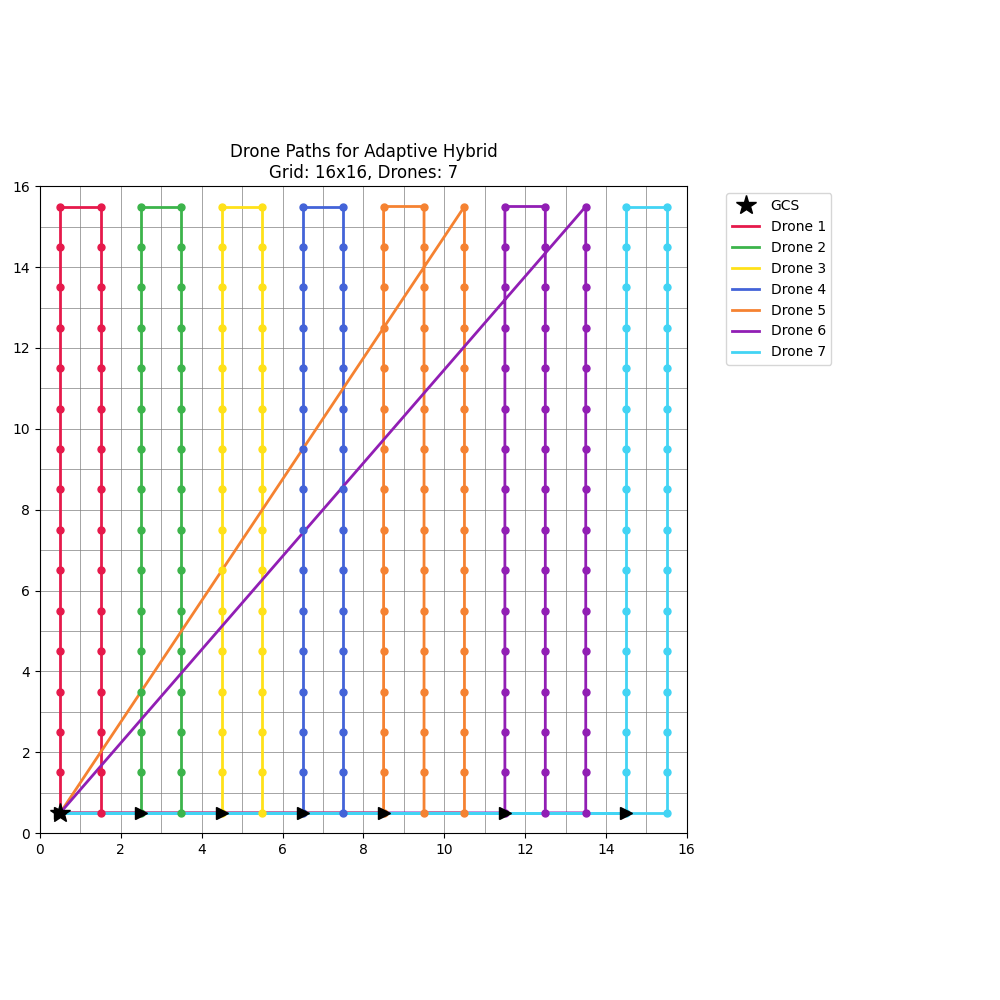 Drone Paths for Adaptive Hybrid
Grid: 16x16, Drones: 7
16
14
12
10
8
6
4
2
0
0 2 4 6 8 10 12 14 16
GCS
Drone 1
Drone 2
Drone 3
Drone 4
Drone 5
Drone 6
Drone 7